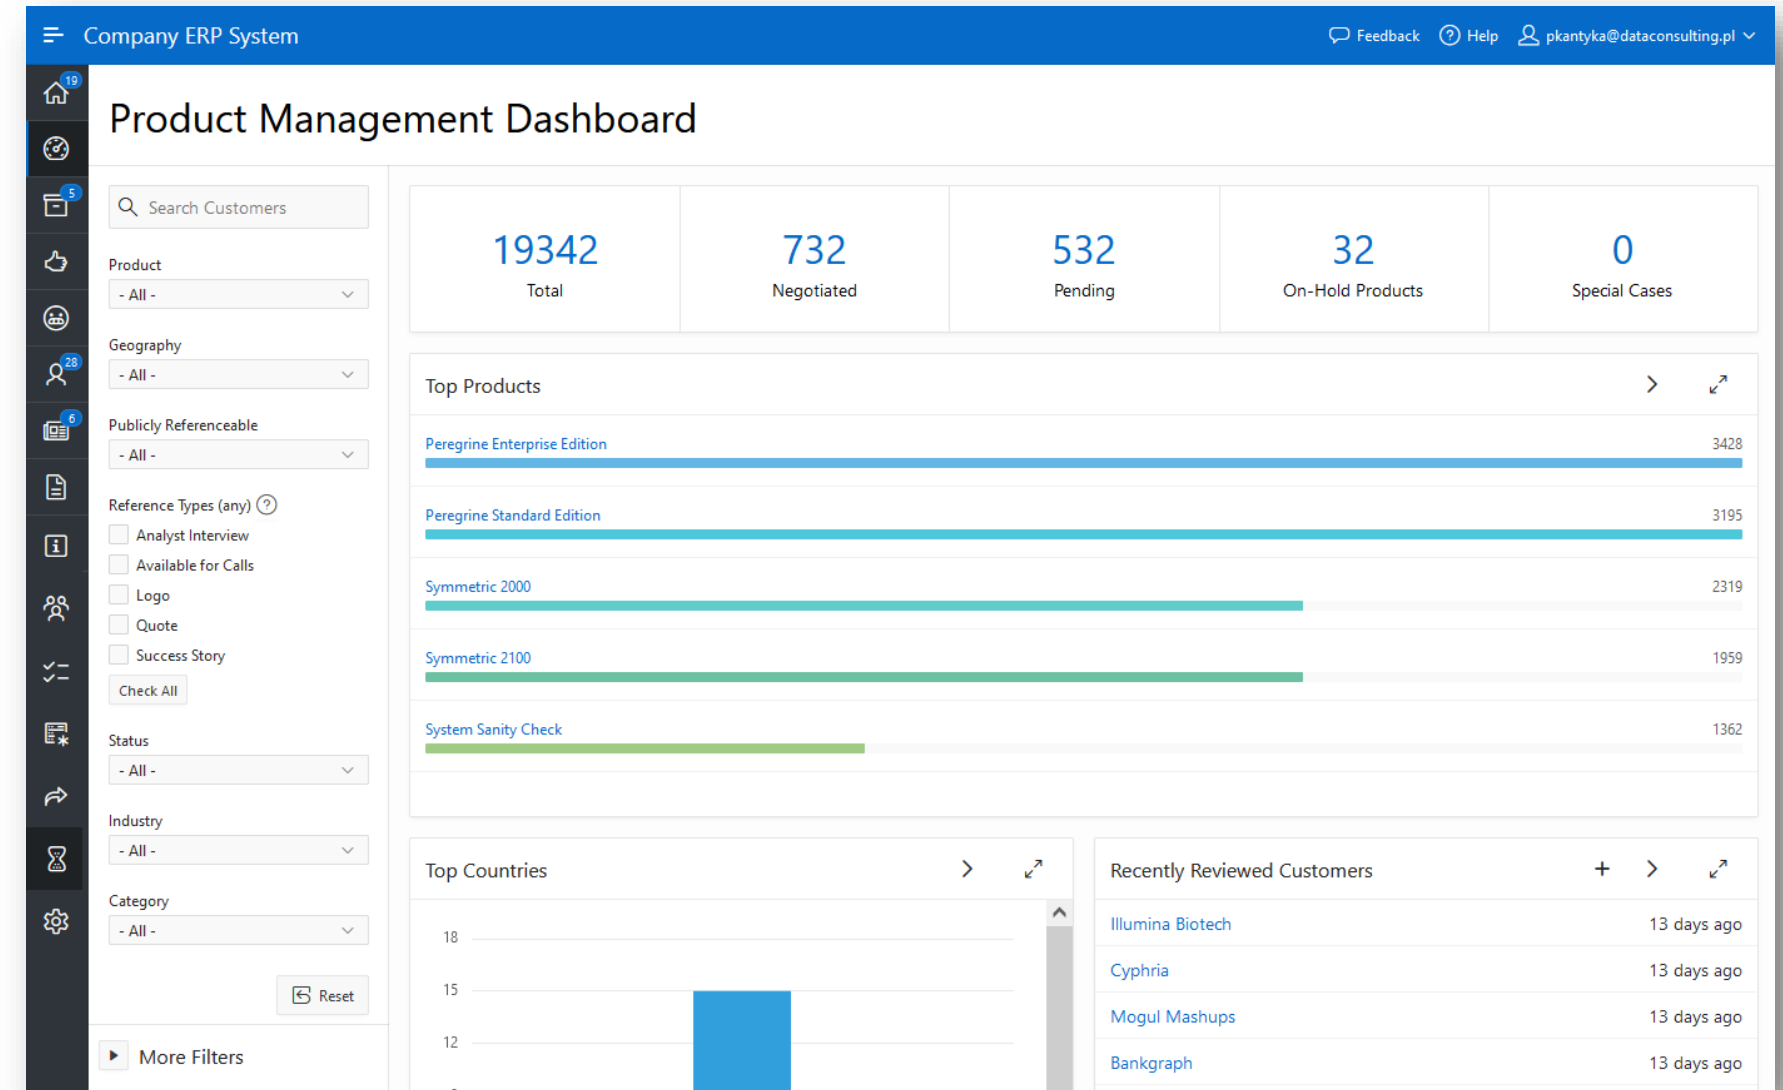 Company ERP System
Feedback
Help
pkantyka@dataconsulting.pl
19
5
28
6
Product Management Dashboard
Search Customers
Product
- All -
Geography
- All -
Publicly Referenceable
- All -
Reference Types (any)
Analyst Interview
Available for Calls
Logo
Quote
Success Story
Check All
Status
- All -
Industry
- All -
Category
- All -
Reset
More Filters
19342
Total
732
Negotiated
532
Pending
32
On-Hold Products
0
Special Cases
Top Products
Peregrine Enterprise Edition 3428
Peregrine Standard Edition 3195
Symmetric 2000 2319
Symmetric 2100 1959
System Sanity Check 1362
Top Countries
18
15
12
Recently Reviewed Customers
Illumina Biotech 13 days ago
Cyphria 13 days ago
Mogul Mashups 13 days ago
Bankgraph 13 days ago